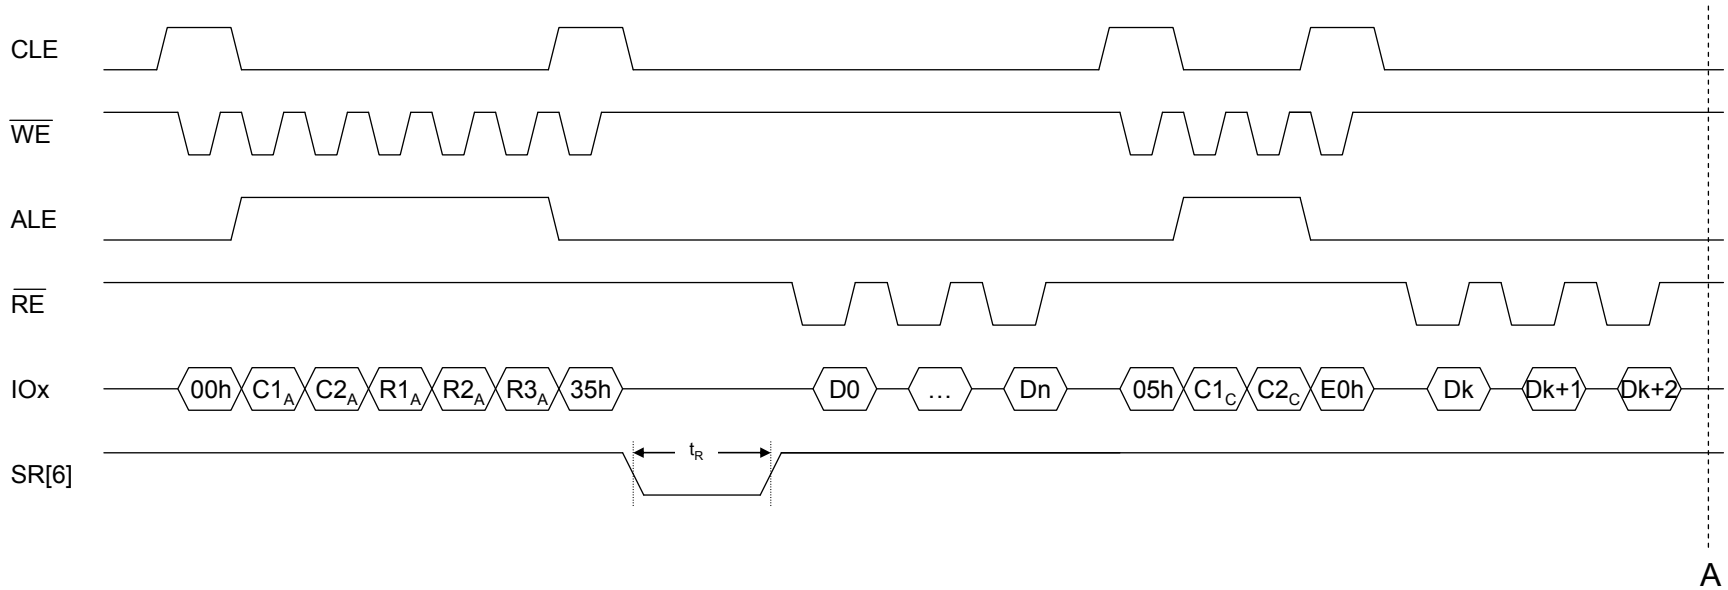 CLE
WE
ALE
RE
IOx 00h C1A C2A R1A R2A R3A 35h D0 … Dn 05h C1C C2C E0h Dk Dk+1 Dk+2
tR
SR[6]
A